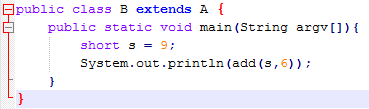 public class B extends A {
    public static void main(String argv[]){
        short s = 9;
        System.out.println(add(s,6));
    }
}